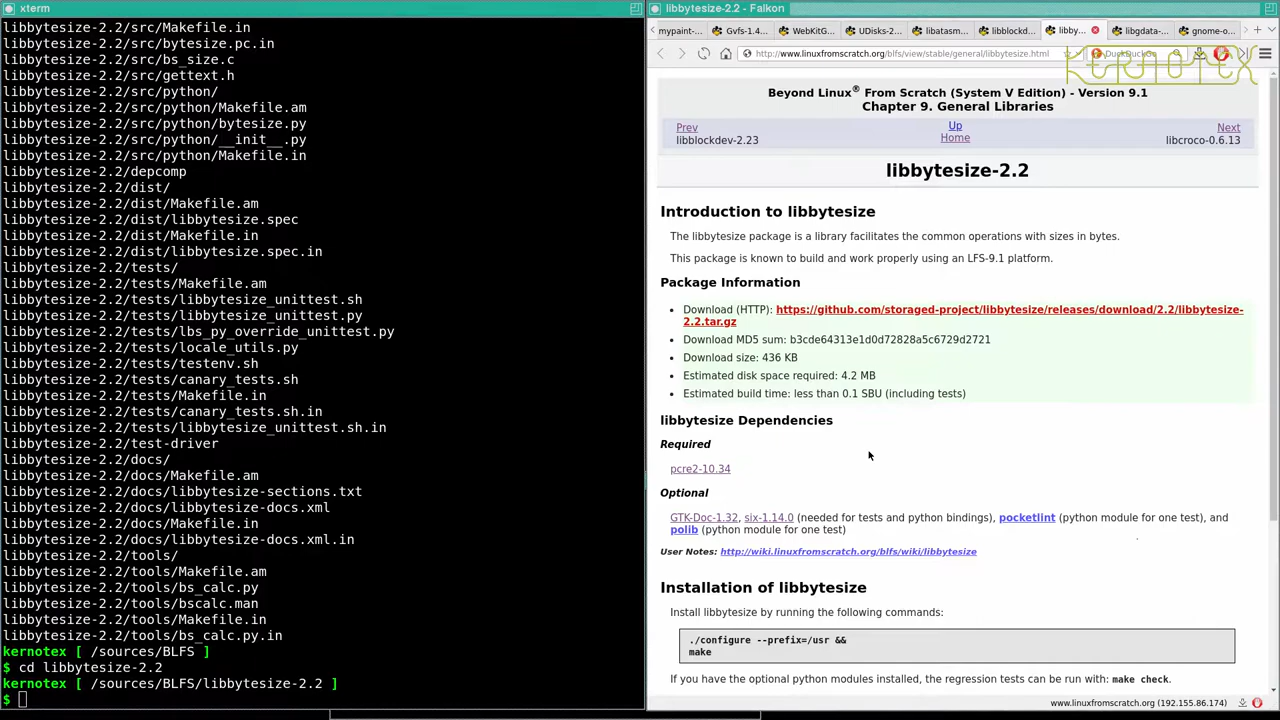 xterm
libbytesize-2.2/src/Makefile.in
libbytesize-2.2/src/bytesize.pc.in
libbytesize-2.2/src/bs_size.c
libbytesize-2.2/src/gettext.h
libbytesize-2.2/src/python/
libbytesize-2.2/src/python/Makefile.am
libbytesize-2.2/src/python/bytesize.py
libbytesize-2.2/src/python/__init__.py
libbytesize-2.2/src/python/Makefile.in
libbytesize-2.2/depcomp
libbytesize-2.2/dist/
libbytesize-2.2/dist/Makefile.am
libbytesize-2.2/dist/libbytesize.spec
libbytesize-2.2/dist/Makefile.in
libbytesize-2.2/dist/libbytesize.spec.in
libbytesize-2.2/tests/
libbytesize-2.2/tests/Makefile.am
libbytesize-2.2/tests/libbytesize_unittest.sh
libbytesize-2.2/tests/libbytesize_unittest.py
libbytesize-2.2/tests/lbs_py_override_unittest.py
libbytesize-2.2/tests/locale_utils.py
libbytesize-2.2/tests/testenv.sh
libbytesize-2.2/tests/canary_tests.sh
libbytesize-2.2/tests/Makefile.in
libbytesize-2.2/tests/canary_tests.sh.in
libbytesize-2.2/tests/libbytesize_unittest.sh.in
libbytesize-2.2/test-driver
libbytesize-2.2/docs/
libbytesize-2.2/docs/Makefile.am
libbytesize-2.2/docs/libbytesize-sections.txt
libbytesize-2.2/docs/libbytesize-docs.xml
libbytesize-2.2/docs/Makefile.in
libbytesize-2.2/docs/libbytesize-docs.xml.in
libbytesize-2.2/tools/
libbytesize-2.2/tools/Makefile.am
libbytesize-2.2/tools/bs_calc.py
libbytesize-2.2/tools/bscalc.man
libbytesize-2.2/tools/Makefile.in
libbytesize-2.2/tools/bs_calc.py.in
kernotex [ /sources/BLFS ]
$ cd libbytesize-2.2
kernotex [ /sources/BLFS/libbytesize-2.2 ]
$
libbytesize-2.2 - Falkon
mypaint-... Gvfs-1.4... WebKitG... UDisks-2... libatasm... libblockd... libby... libgdata-... gnome-o...
http://www.linuxfromscratch.org/blfs/view/stable/general/libbytesize.html DuckDuckGo
KERNOTEX
Beyond Linux® From Scratch (System V Edition) - Version 9.1
Chapter 9. General Libraries
Prev Up Next
libblockdev-2.23 Home libcroco-0.6.13
libbytesize-2.2
Introduction to libbytesize
The libbytesize package is a library facilitates the common operations with sizes in bytes.
This package is known to build and work properly using an LFS-9.1 platform.
Package Information
• Download (HTTP): https://github.com/storaged-project/libbytesize/releases/download/2.2/libbytesize-
2.2.tar.gz
• Download MD5 sum: b3cde64313e1d0d72828a5c6729d2721
• Download size: 436 KB
• Estimated disk space required: 4.2 MB
• Estimated build time: less than 0.1 SBU (including tests)
libbytesize Dependencies
Required
pcre2-10.34
Optional
GTK-Doc-1.32, six-1.14.0 (needed for tests and python bindings), pocketlint (python module for one test), and
polib (python module for one test)
User Notes: http://wiki.linuxfromscratch.org/blfs/wiki/libbytesize
Installation of libbytesize
Install libbytesize by running the following commands:
./configure --prefix=/usr &&
make
If you have the optional python modules installed, the regression tests can be run with: make check.
www.linuxfromscratch.org (192.155.86.174)